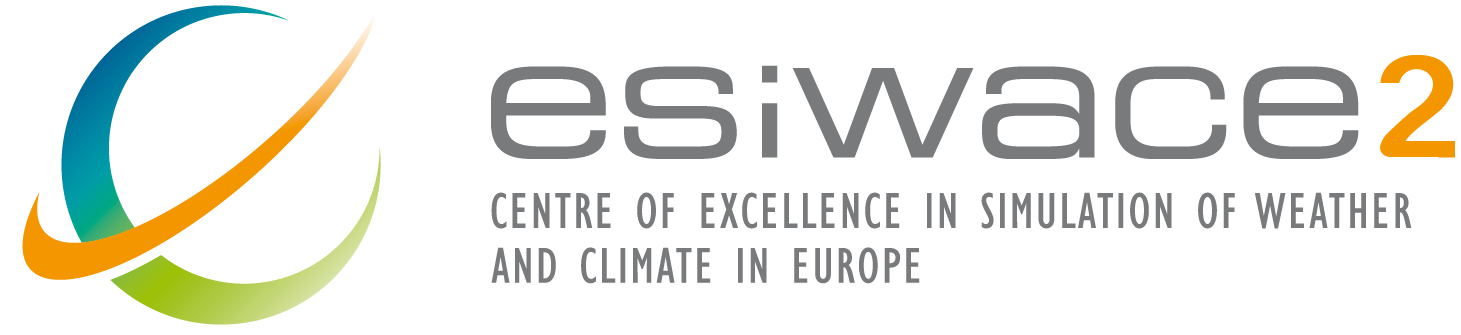 esiwace2
CENTRE OF EXCELLENCE IN SIMULATION OF WEATHER
AND CLIMATE IN EUROPE